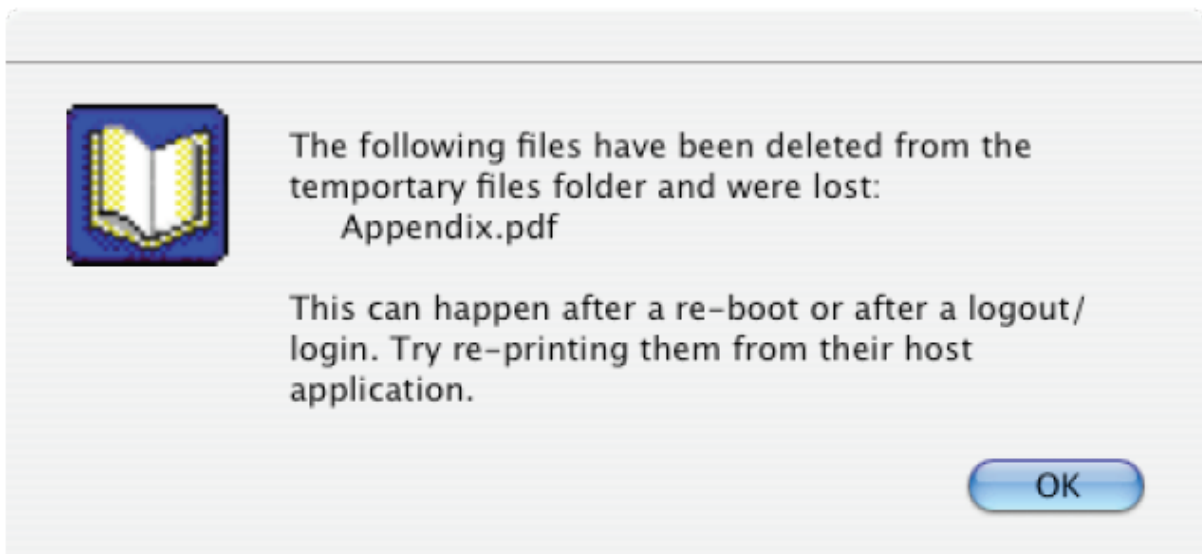 The following files have been deleted from the
temportary files folder and were lost:
Appendix.pdf
This can happen after a re-boot or after a logout/
login. Try re-printing them from their host
application.
OK